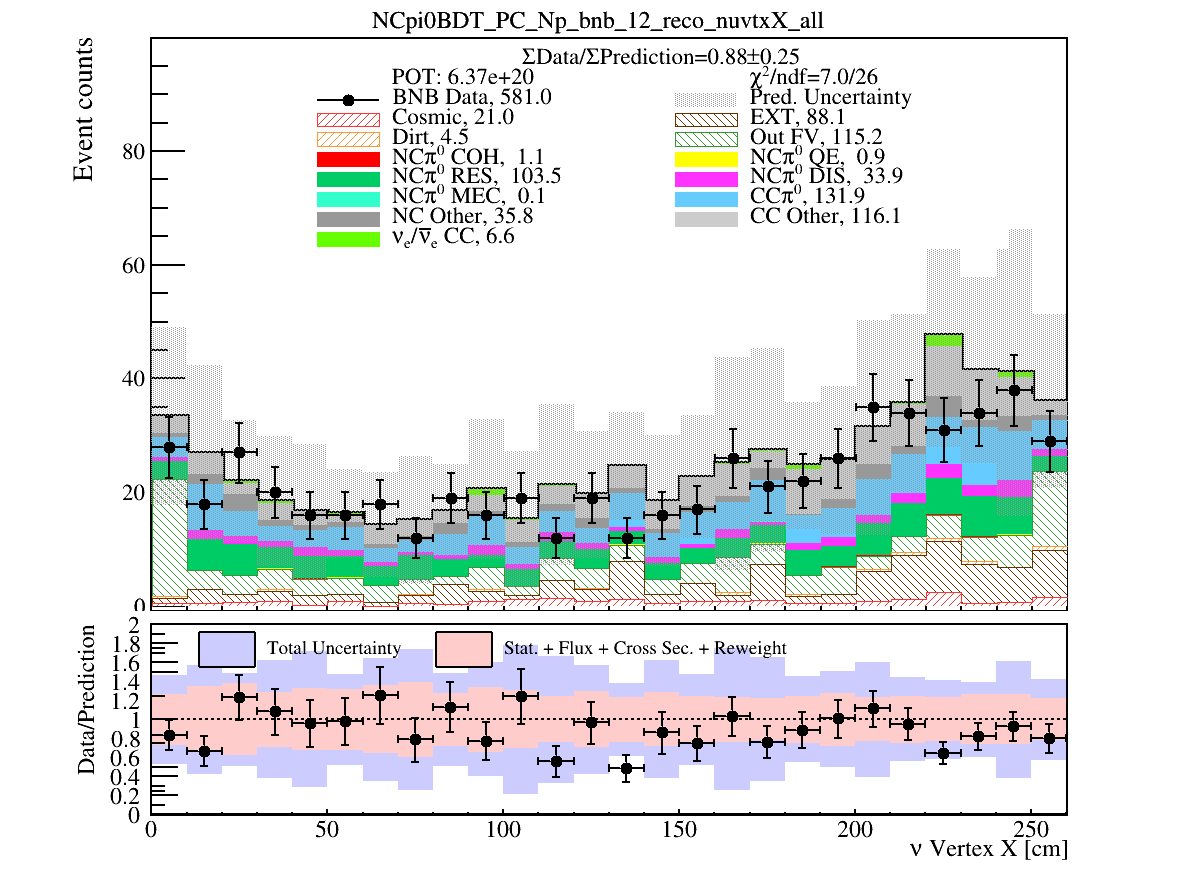 NCpi0BDT_PC_Np_bnb_12_reco_nuvtxX_all
ΣData/ΣPrediction=0.88±0.25
POT: 6.37e+20
χ²/ndf=7.0/26
BNB Data, 581.0
Pred. Uncertainty
Cosmic, 21.0
EXT, 88.1
Dirt, 4.5
Out FV, 115.2
NCπ⁰ COH, 1.1
NCπ⁰ QE, 0.9
NCπ⁰ RES, 103.5
NCπ⁰ DIS, 33.9
NCπ⁰ MEC, 0.1
CCπ⁰, 131.9
NC Other, 35.8
CC Other, 116.1
νₑ/ν̅ₑ CC, 6.6
Event counts
80
60
40
20
0
Total Uncertainty
Stat. + Flux + Cross Sec. + Reweight
Data/Prediction
2
1.8
1.6
1.4
1.2
1
0.8
0.6
0.4
0.2
0
0 50 100 150 200 250
ν Vertex X [cm]